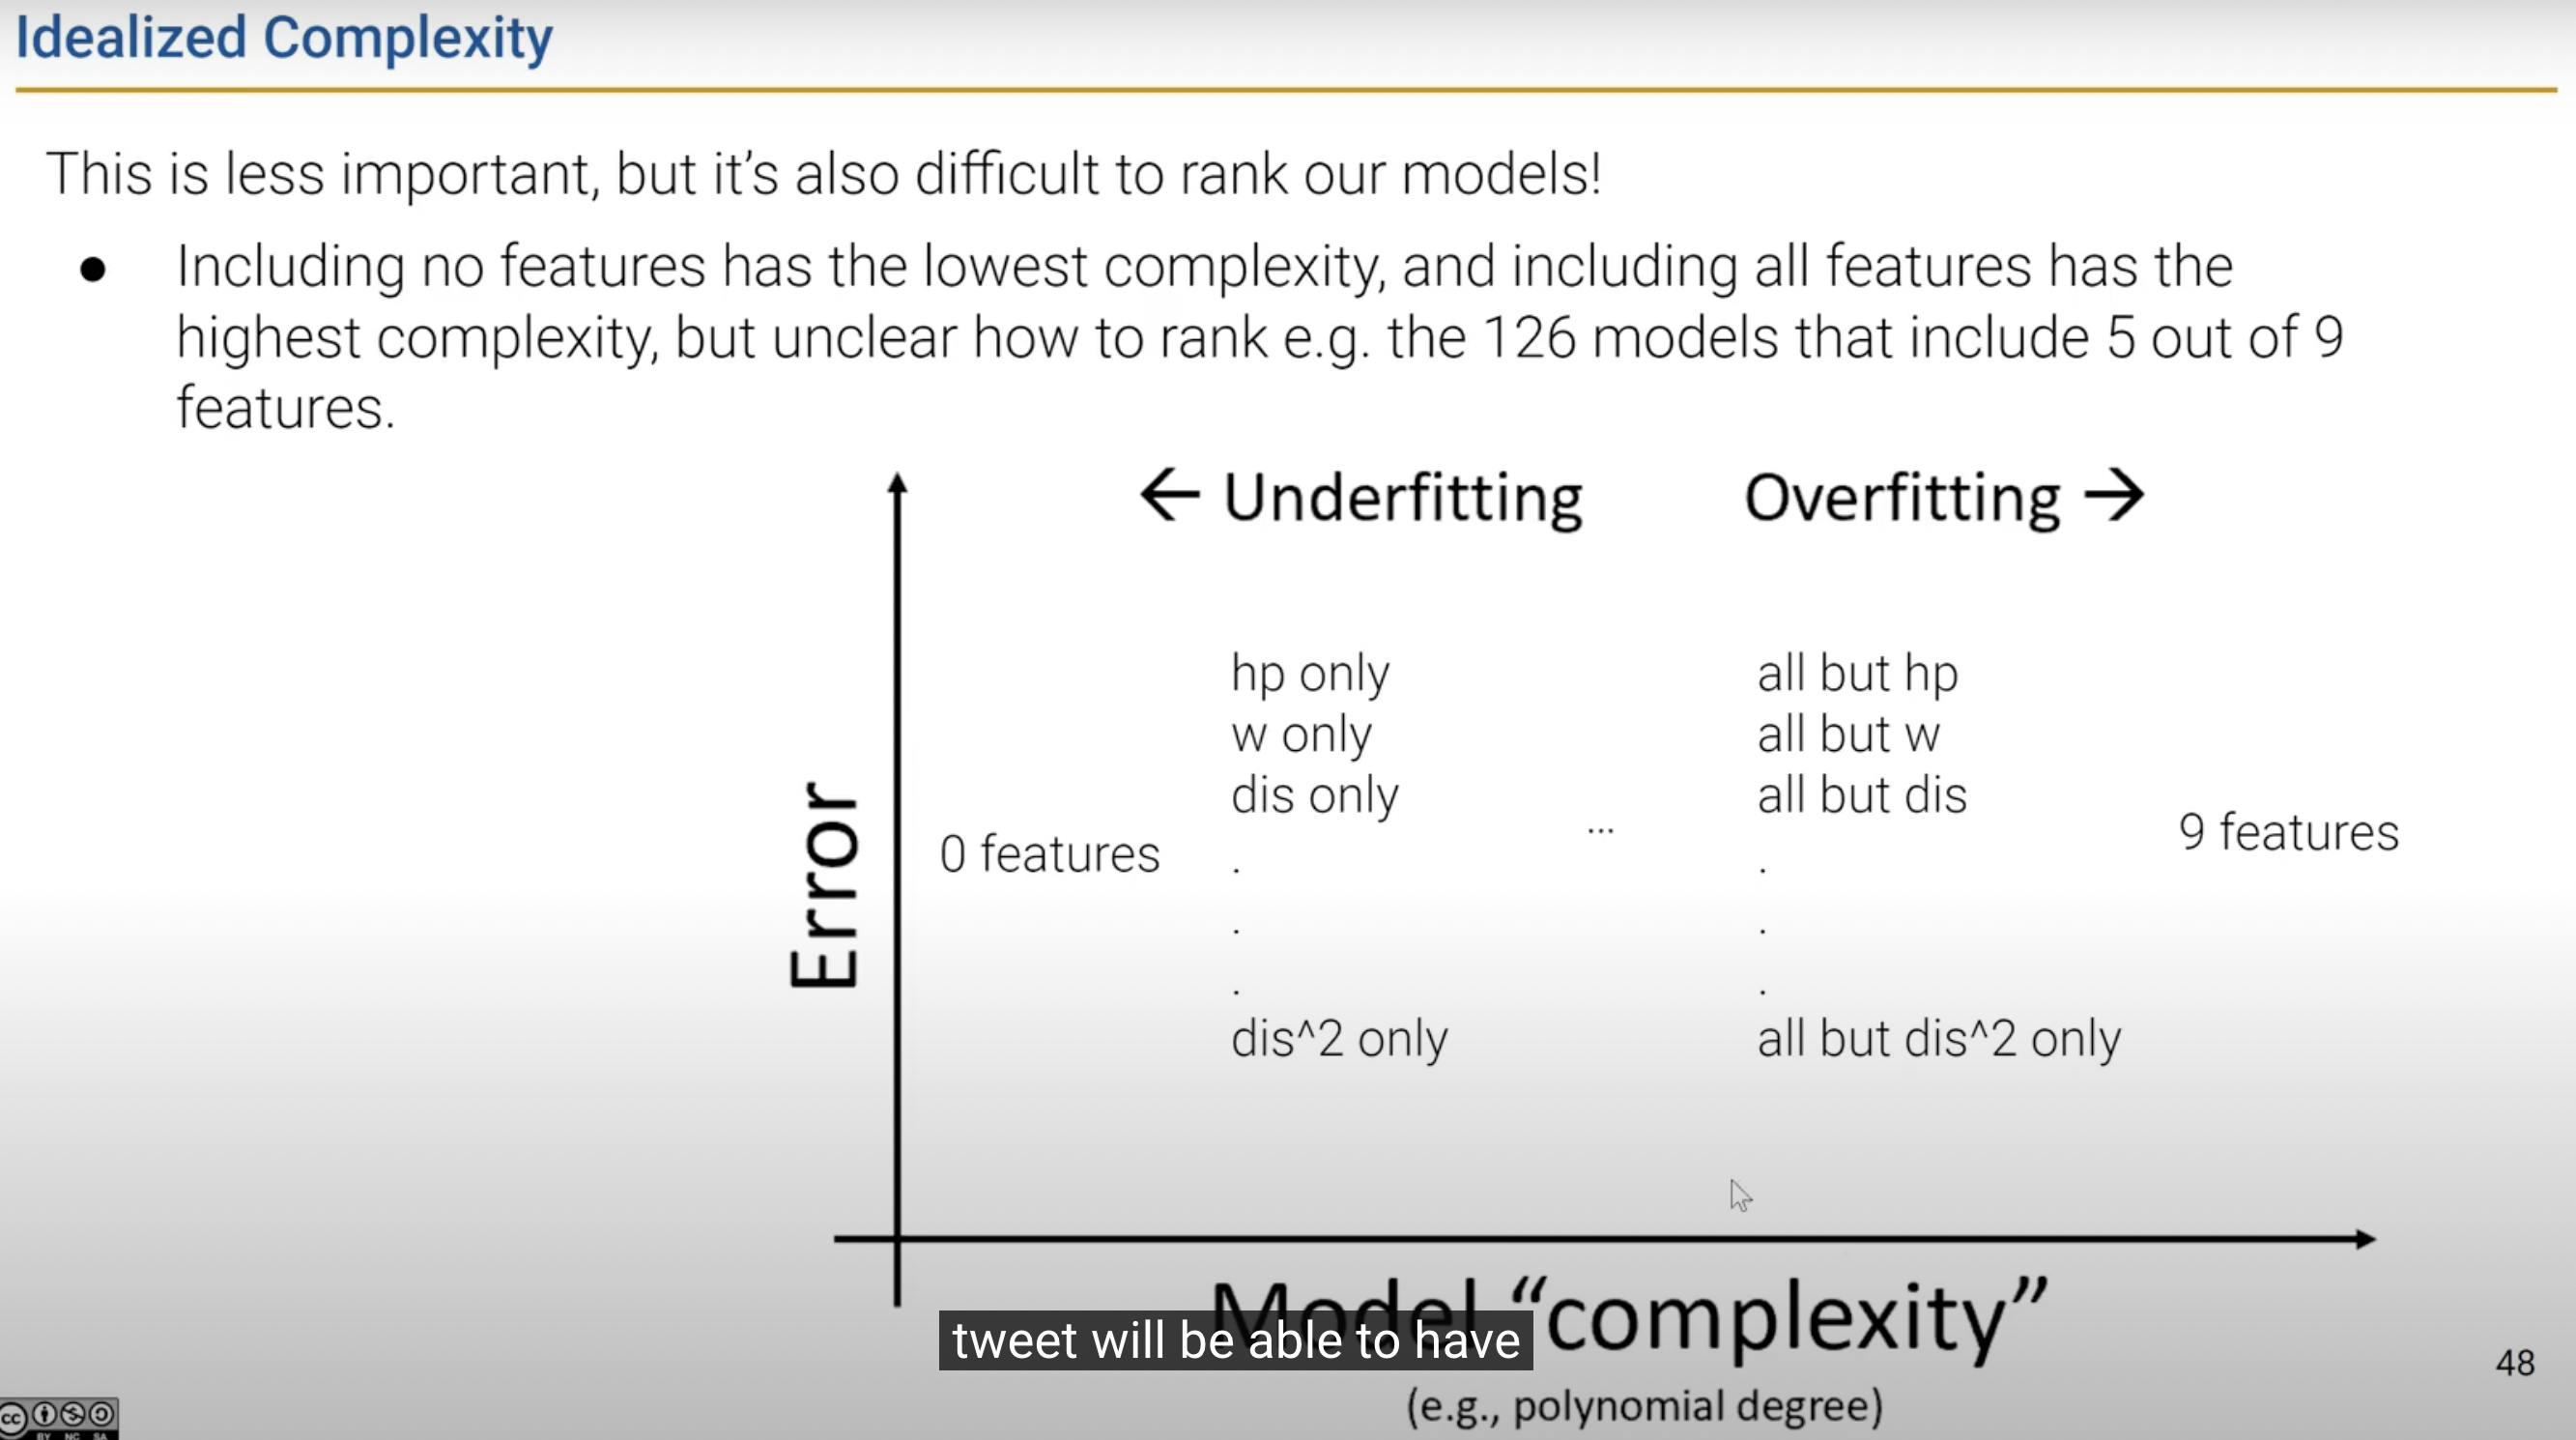 Idealized Complexity
This is less important, but it's also difficult to rank our models!
● Including no features has the lowest complexity, and including all features has the
highest complexity, but unclear how to rank e.g. the 126 models that include 5 out of 9
features.
← Underfitting
Overfitting →
Error
0 features
hp only
w only
dis only
.
.
.
dis^2 only
...
all but hp
all but w
all but dis
.
.
.
all but dis^2 only
9 features
Model “complexity”
tweet will be able to have
(e.g., polynomial degree)
48
cc
BY NC SA